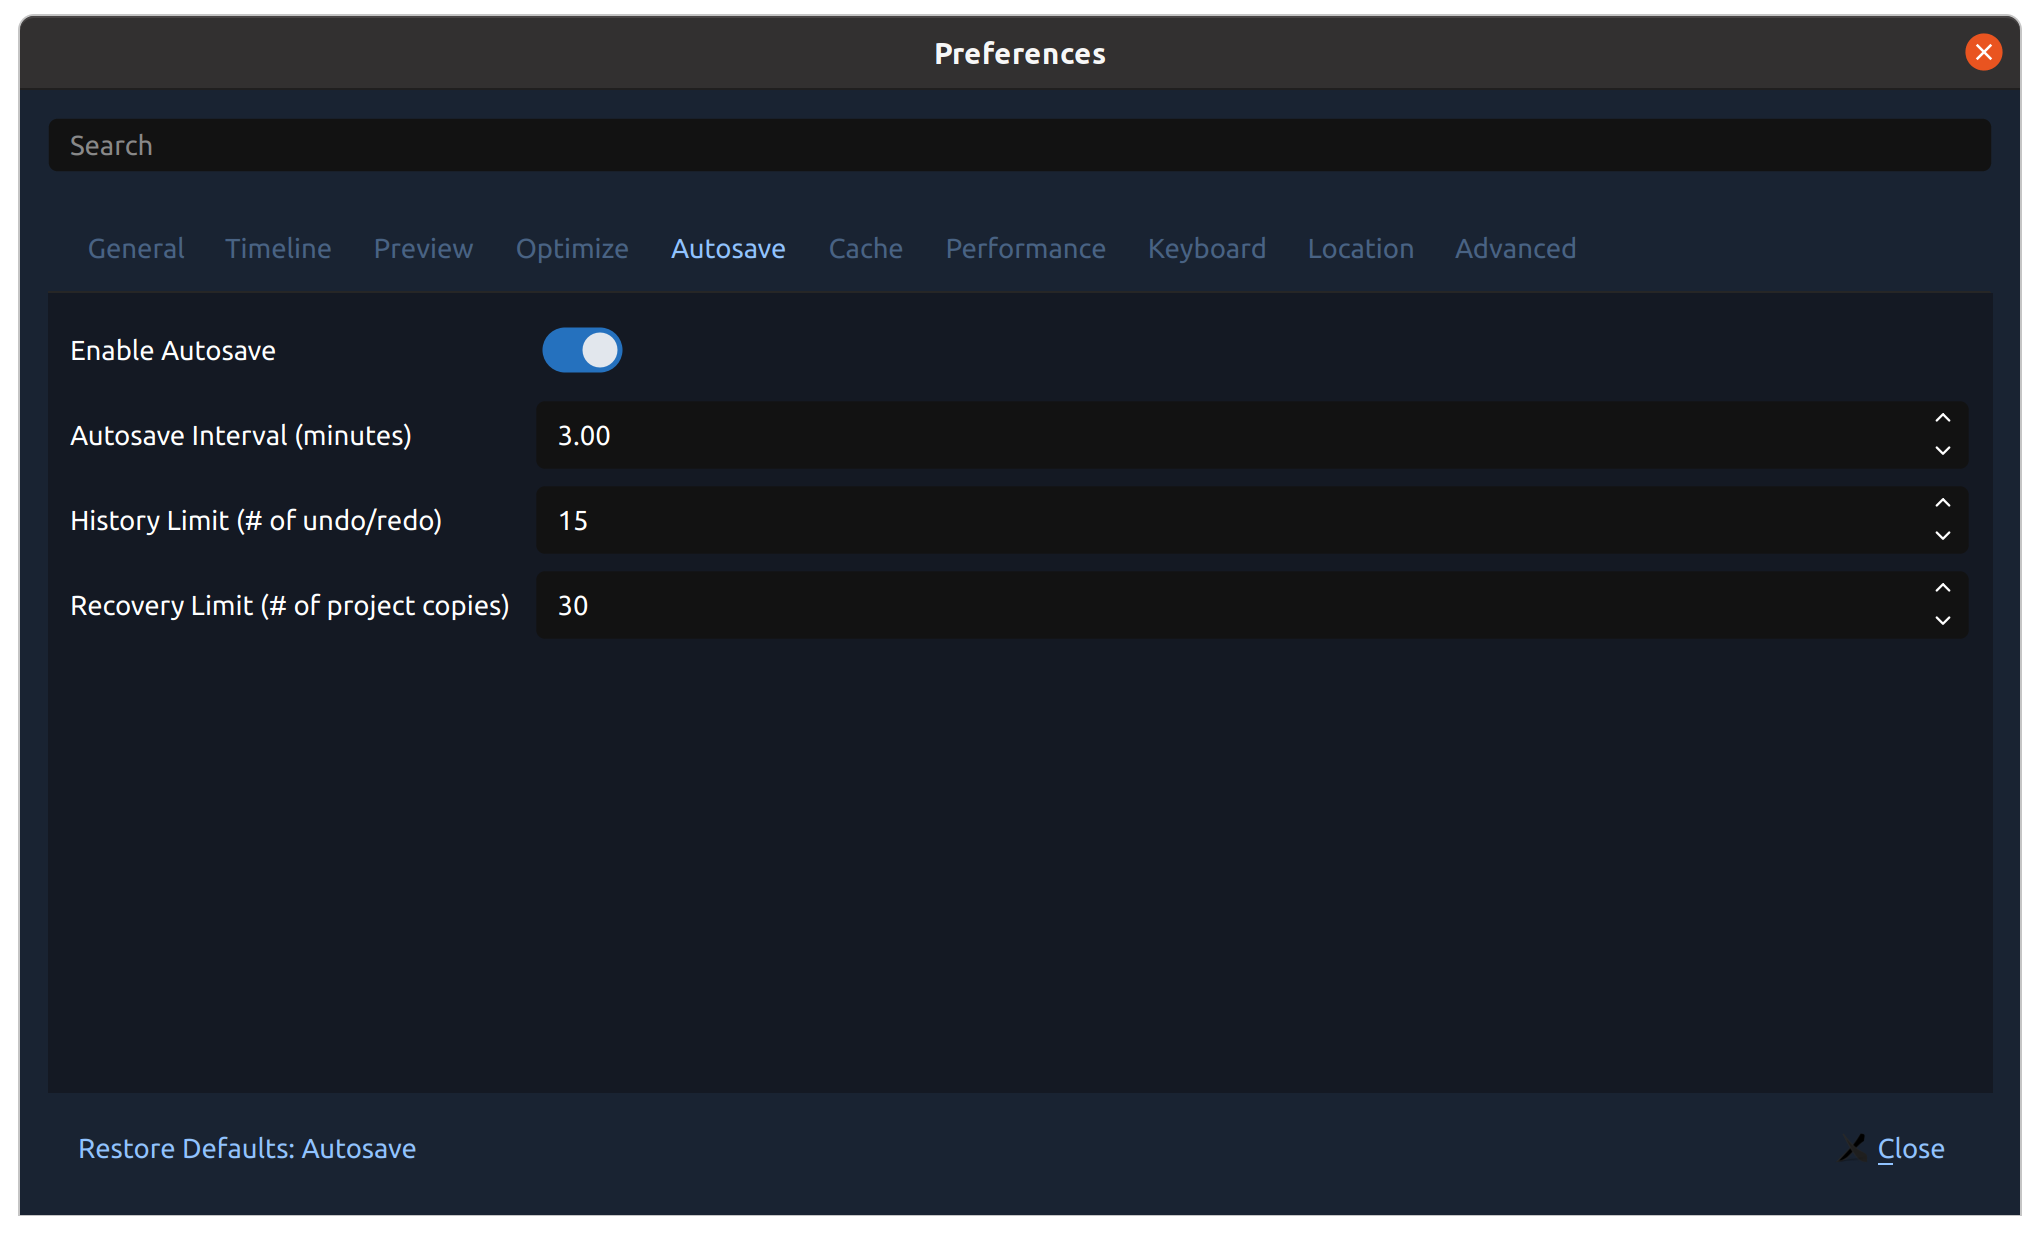 Preferences
Search
General Timeline Preview Optimize Autosave Cache Performance Keyboard Location Advanced
Enable Autosave
Autosave Interval (minutes) 3.00
History Limit (# of undo/redo) 15
Recovery Limit (# of project copies) 30
Restore Defaults: Autosave Close